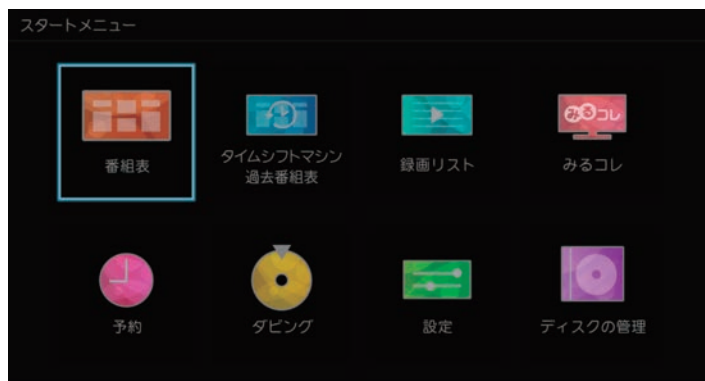 スタートメニュー
みるコレ
番組表
タイムシフトマシン
過去番組表
録画リスト
みるコレ
予約
ダビング
設定
ディスクの管理